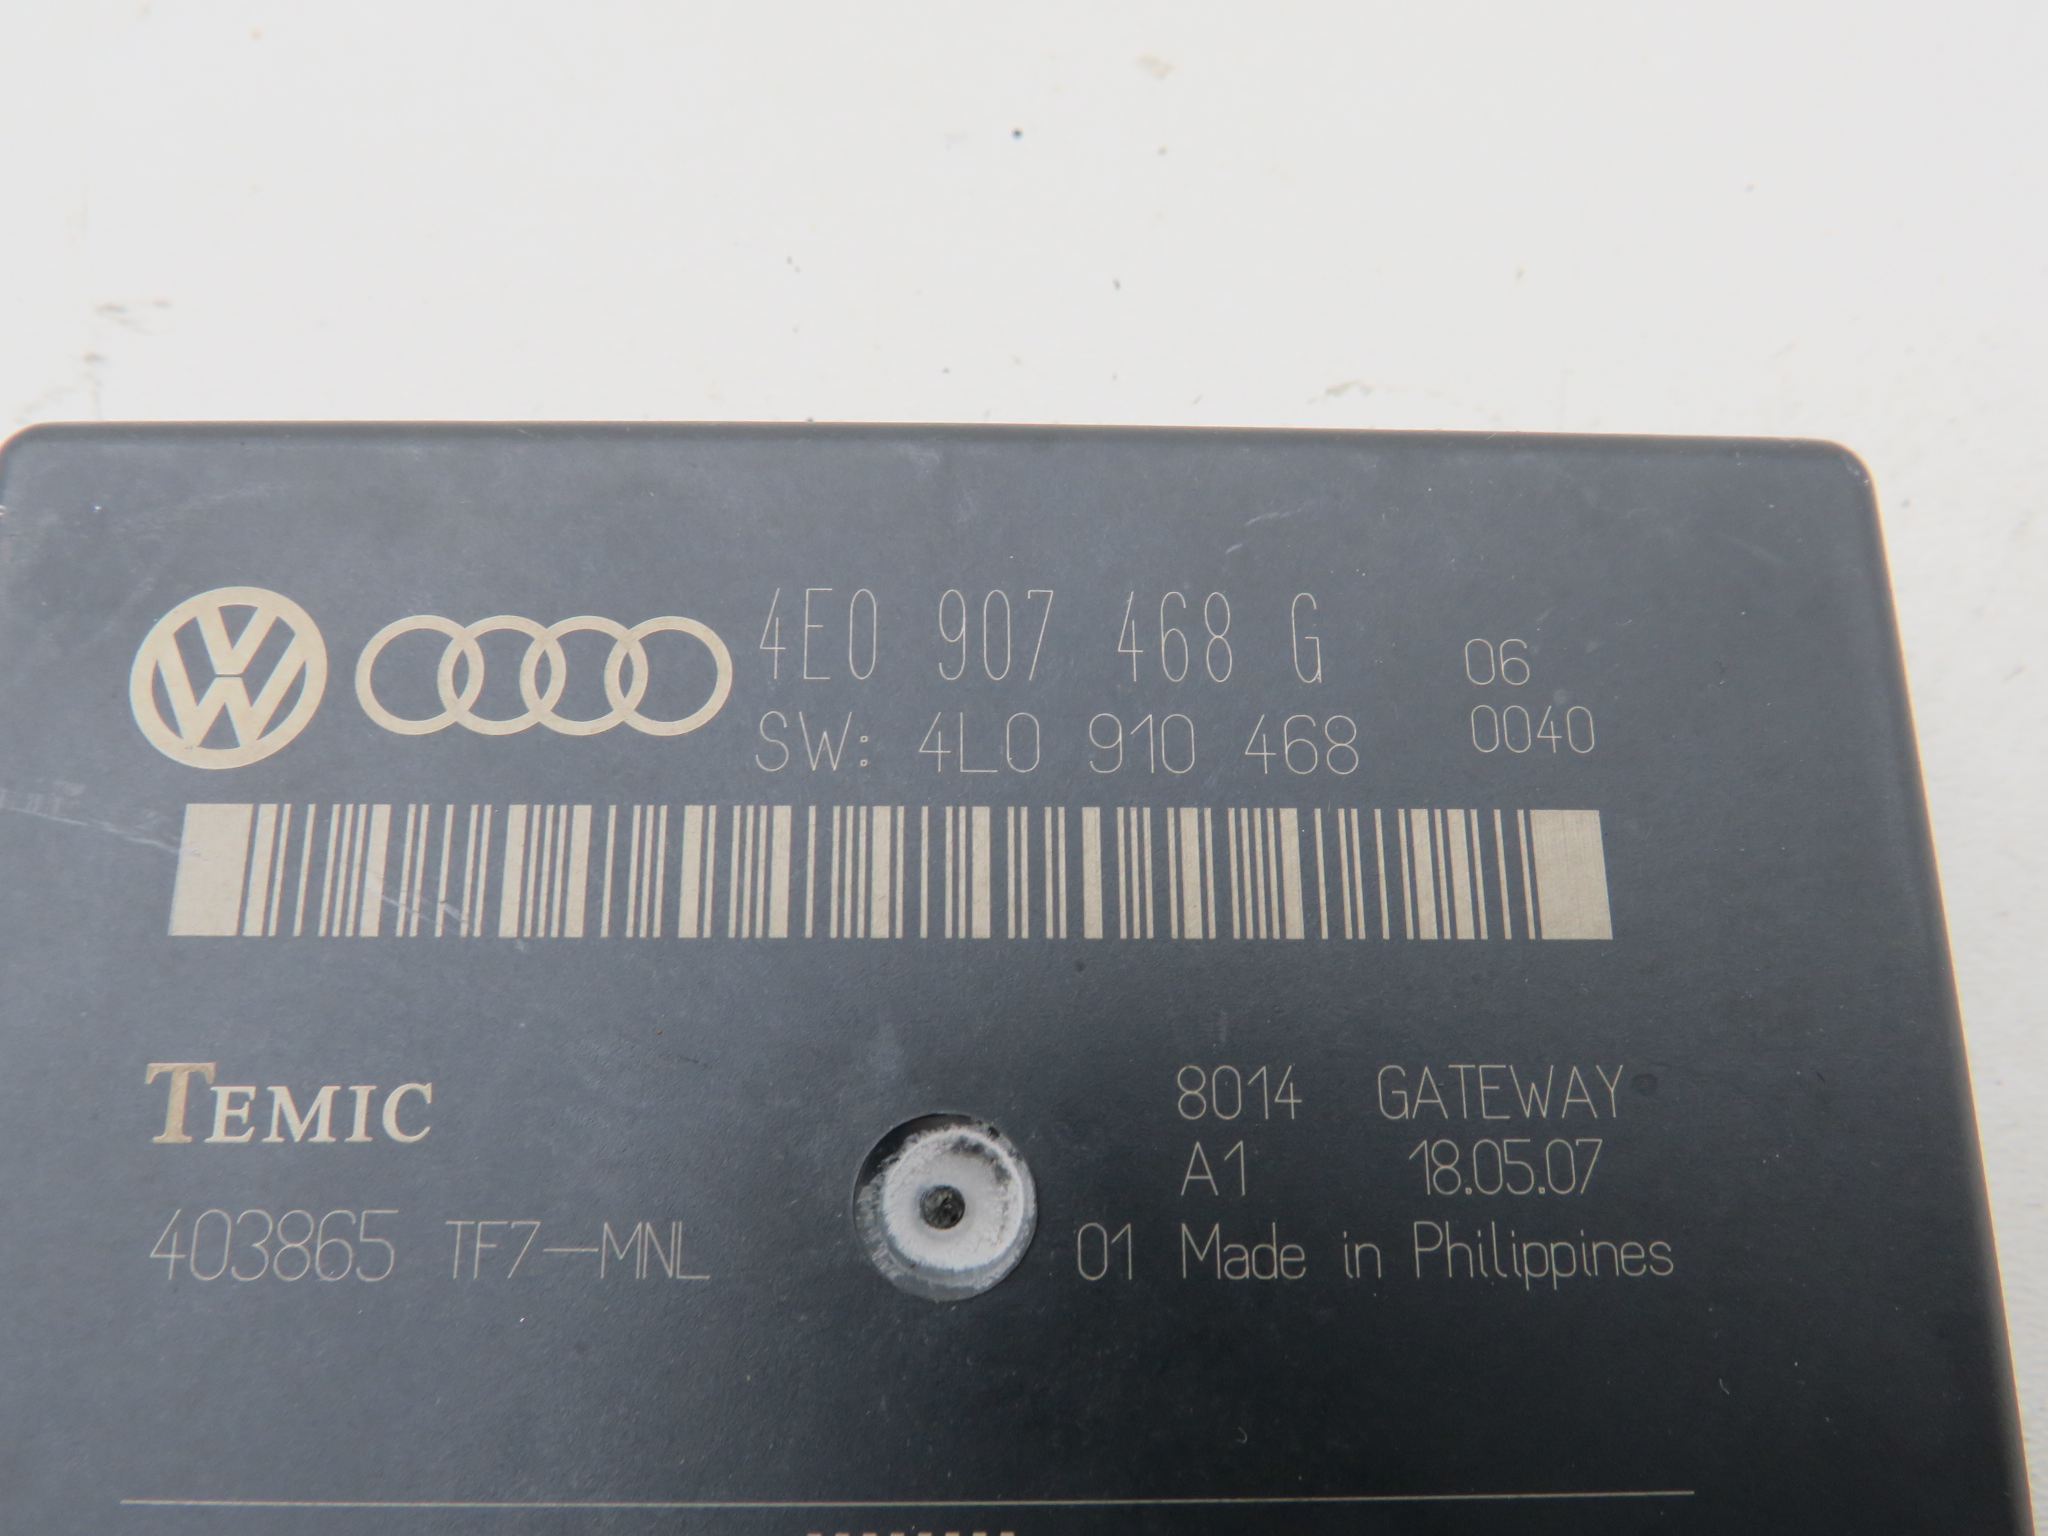 4E0 907 468 G 06
SW: 4L0 910 468 0040
TEMIC
8014 GATEWAY
A1 18.05.07
403865 TF7-MNL
01 Made in Philippines